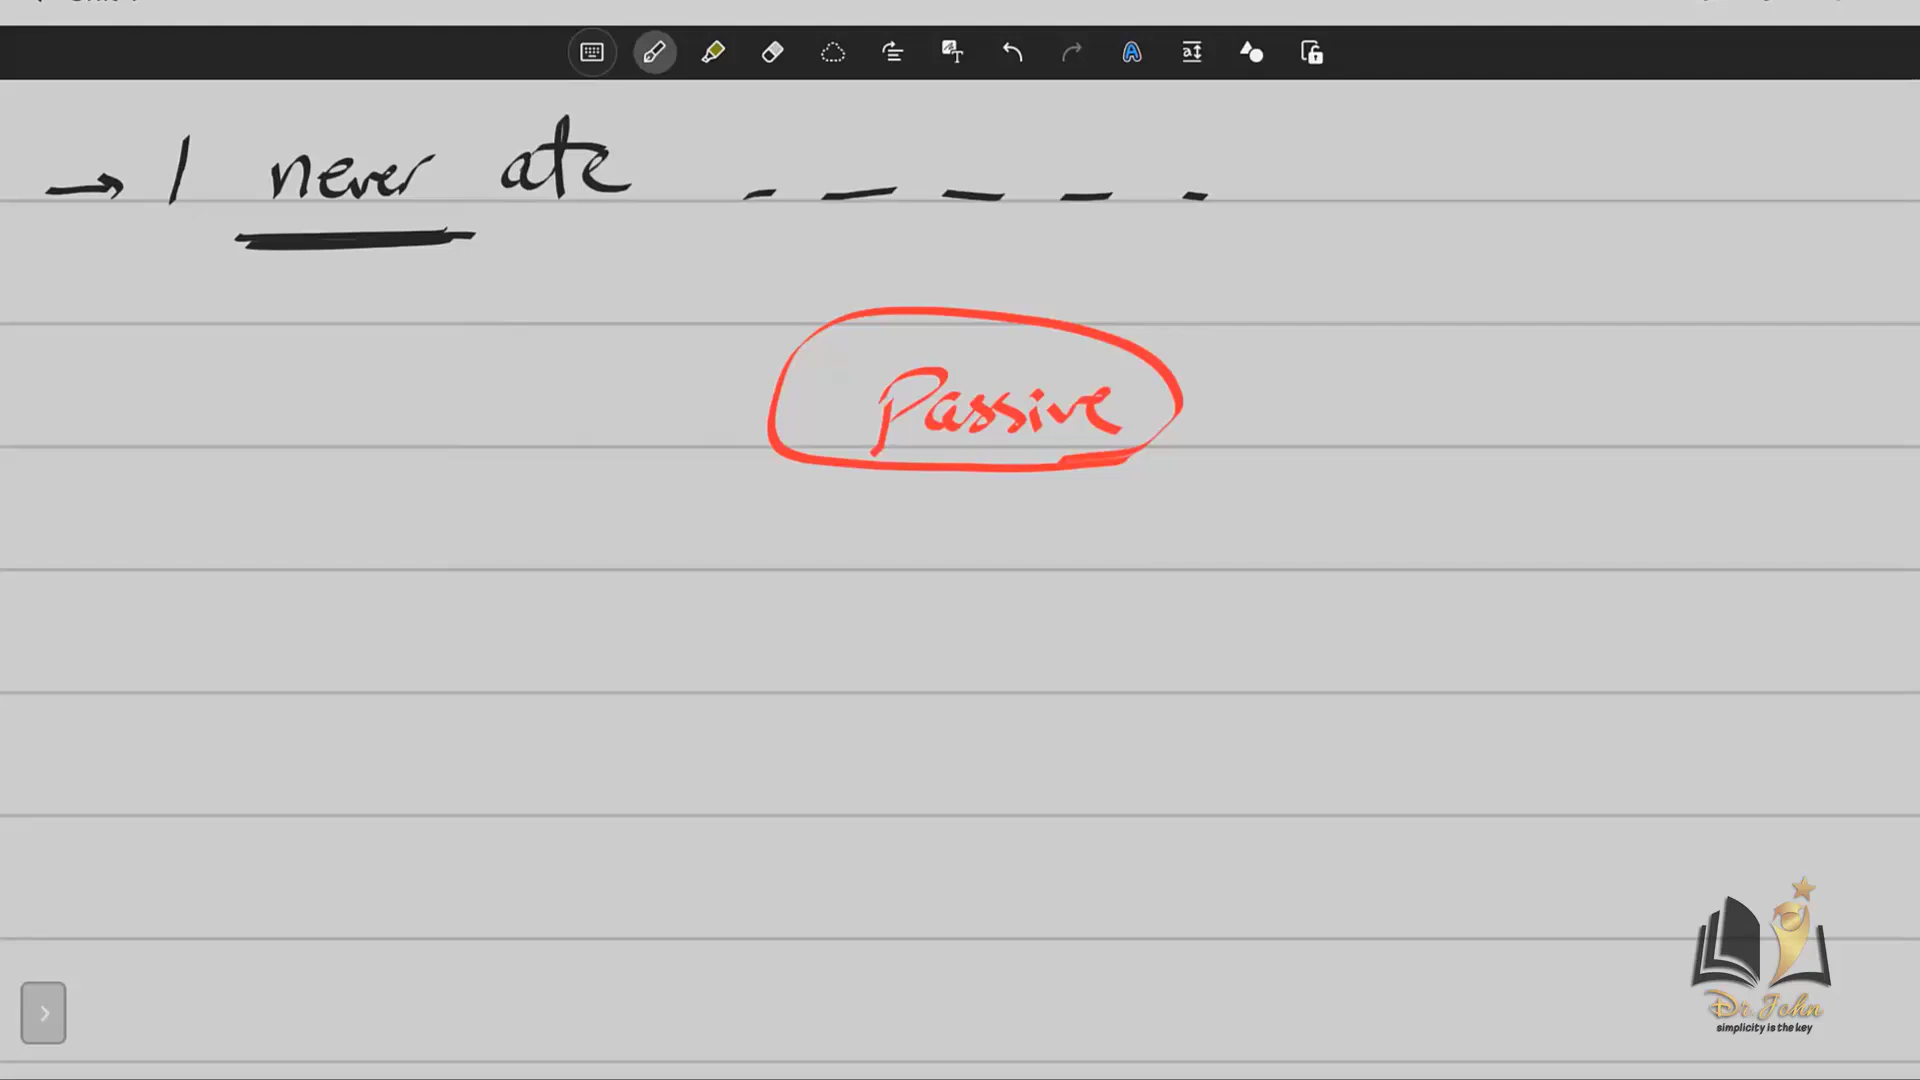 → I never ate - - - - -
Passive
Dr. John
simplicity is the key